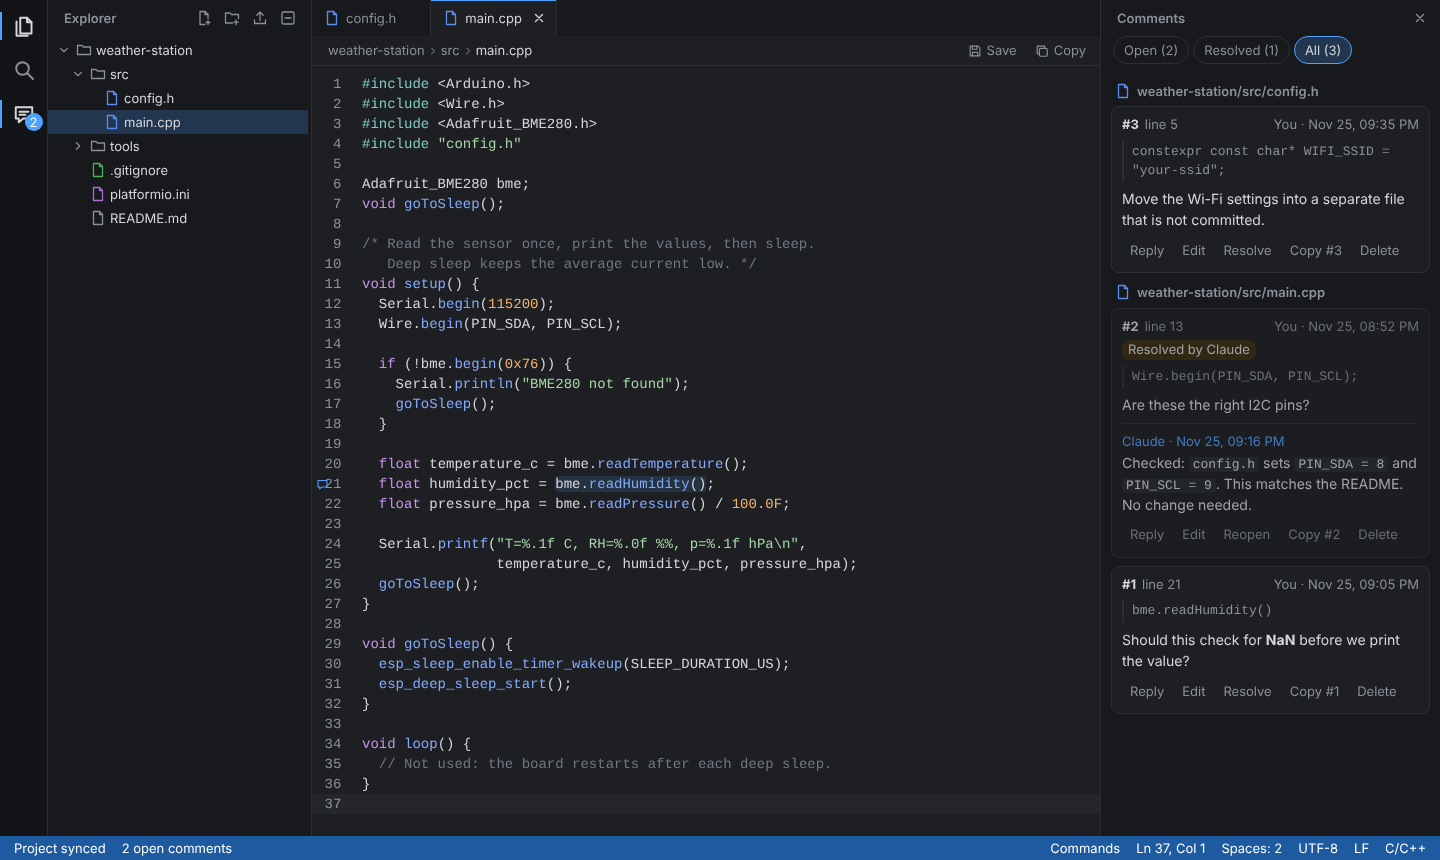 Explorer
weather-station
src
config.h
main.cpp
tools
.gitignore
platformio.ini
README.md
2
config.h
main.cpp
weather-station › src › main.cpp
Save
Copy
1 #include <Arduino.h>
2 #include <Wire.h>
3 #include <Adafruit_BME280.h>
4 #include "config.h"
5
6 Adafruit_BME280 bme;
7 void goToSleep();
8
9 /* Read the sensor once, print the values, then sleep.
10    Deep sleep keeps the average current low. */
11 void setup() {
12   Serial.begin(115200);
13   Wire.begin(PIN_SDA, PIN_SCL);
14
15   if (!bme.begin(0x76)) {
16     Serial.println("BME280 not found");
17     goToSleep();
18   }
19
20   float temperature_c = bme.readTemperature();
21   float humidity_pct = bme.readHumidity();
22   float pressure_hpa = bme.readPressure() / 100.0F;
23
24   Serial.printf("T=%.1f C, RH=%.0f %%, p=%.1f hPa\n",
25                 temperature_c, humidity_pct, pressure_hpa);
26   goToSleep();
27 }
28
29 void goToSleep() {
30   esp_sleep_enable_timer_wakeup(SLEEP_DURATION_US);
31   esp_deep_sleep_start();
32 }
33
34 void loop() {
35   // Not used: the board restarts after each deep sleep.
36 }
37
Comments
Open (2) Resolved (1) All (3)
weather-station/src/config.h
#3 line 5 You · Nov 25, 09:35 PM
constexpr const char* WIFI_SSID =
"your-ssid";
Move the Wi-Fi settings into a separate file
that is not committed.
Reply Edit Resolve Copy #3 Delete
weather-station/src/main.cpp
#2 line 13 You · Nov 25, 08:52 PM
Resolved by Claude
Wire.begin(PIN_SDA, PIN_SCL);
Are these the right I2C pins?
Claude · Nov 25, 09:16 PM
Checked: config.h sets PIN_SDA = 8 and
PIN_SCL = 9. This matches the README.
No change needed.
Reply Edit Reopen Copy #2 Delete
#1 line 21 You · Nov 25, 09:05 PM
bme.readHumidity()
Should this check for NaN before we print
the value?
Reply Edit Resolve Copy #1 Delete
Project synced 2 open comments Commands Ln 37, Col 1 Spaces: 2 UTF-8 LF C/C++